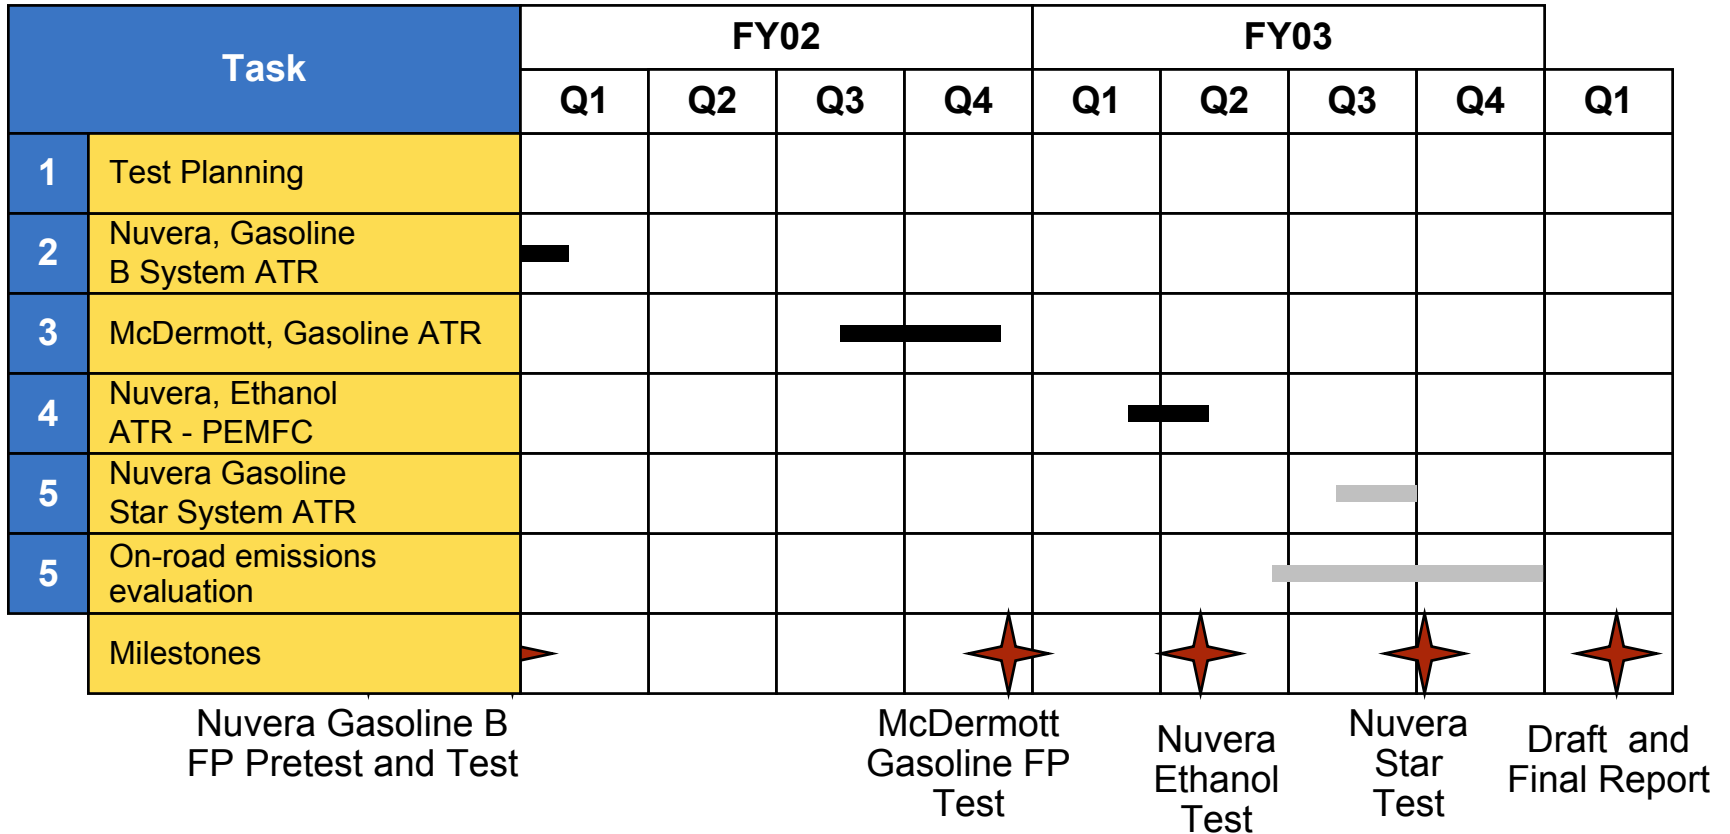 Task
FY02
FY03
Q1 Q2 Q3 Q4 Q1 Q2 Q3 Q4 Q1
1 Test Planning
2 Nuvera, Gasoline
B System ATR
3 McDermott, Gasoline ATR
4 Nuvera, Ethanol
ATR - PEMFC
5 Nuvera Gasoline
Star System ATR
5 On-road emissions
evaluation
Milestones
Nuvera Gasoline B
FP Pretest and Test
McDermott
Gasoline FP
Test
Nuvera
Ethanol
Test
Nuvera
Star
Test
Draft and
Final Report